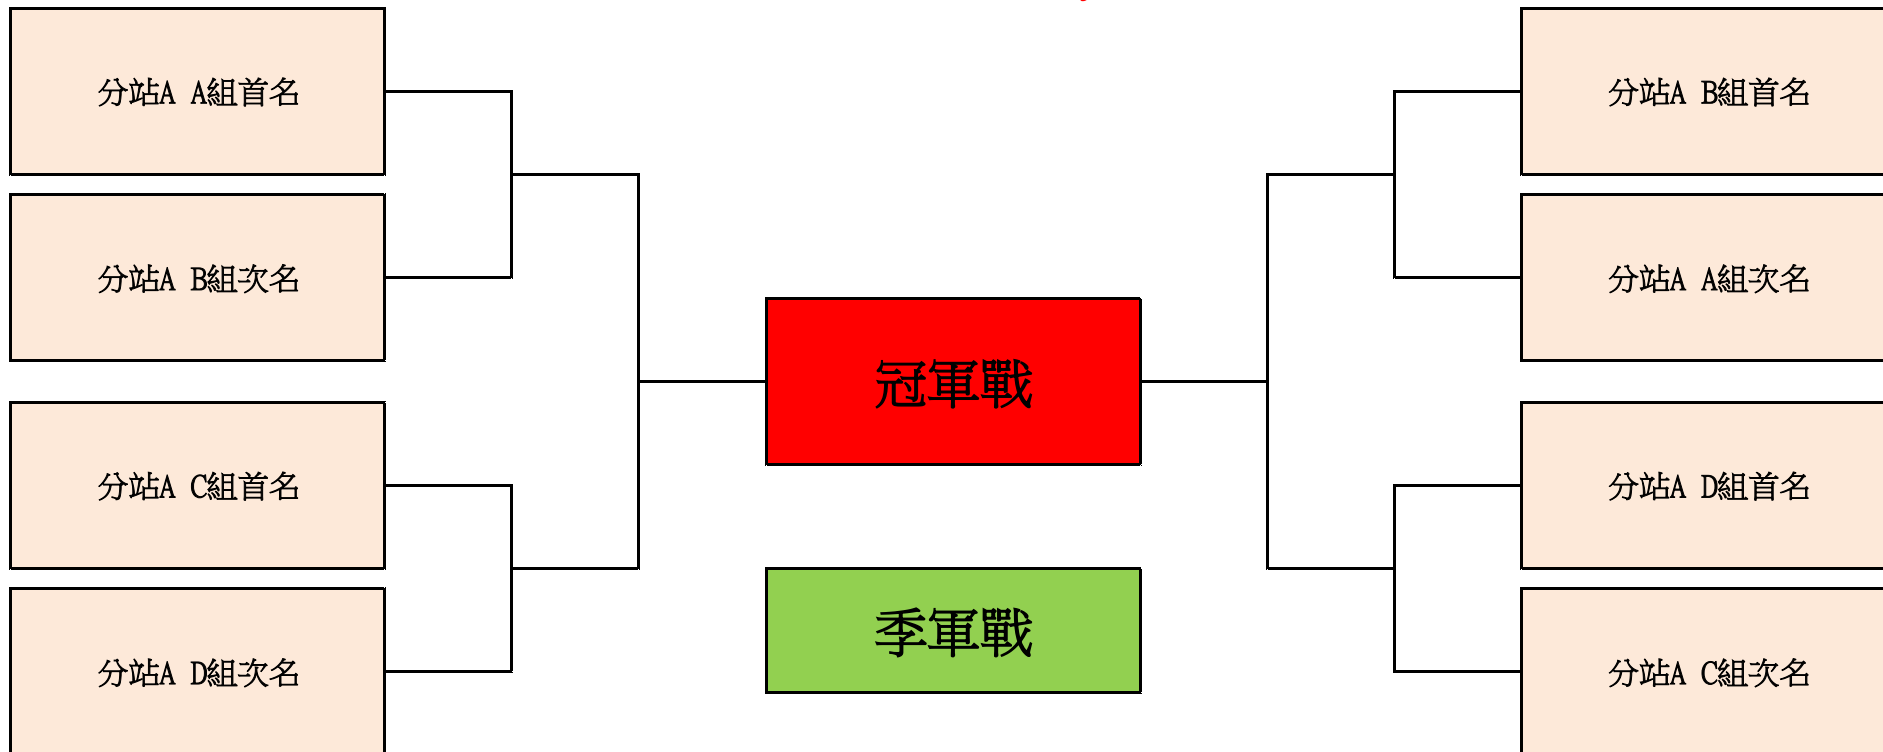 分站A A組首名
分站A B組次名
分站A C組首名
分站A D組次名
冠軍戰
季軍戰
分站A B組首名
分站A A組次名
分站A D組首名
分站A C組次名